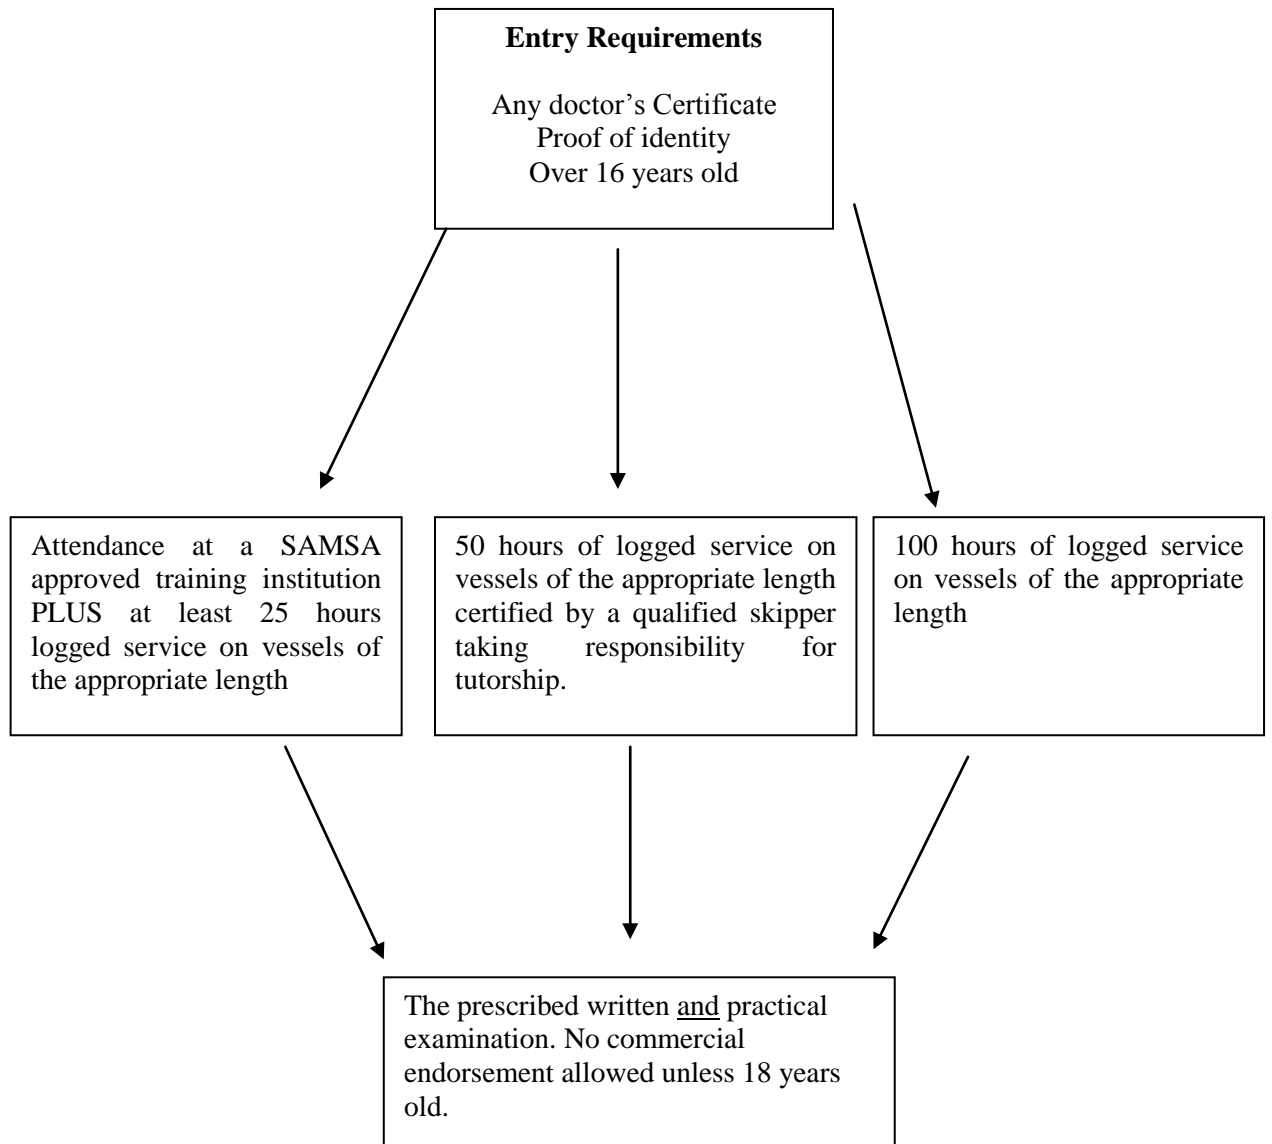 Entry Requirements
Any doctor’s Certificate
Proof of identity
Over 16 years old
Attendance at a SAMSA
approved training institution
PLUS at least 25 hours
logged service on vessels of
the appropriate length
50 hours of logged service on
vessels of the appropriate length
certified by a qualified skipper
taking responsibility for
tutorship.
100 hours of logged service
on vessels of the appropriate
length
The prescribed written and practical
examination. No commercial
endorsement allowed unless 18 years
old.